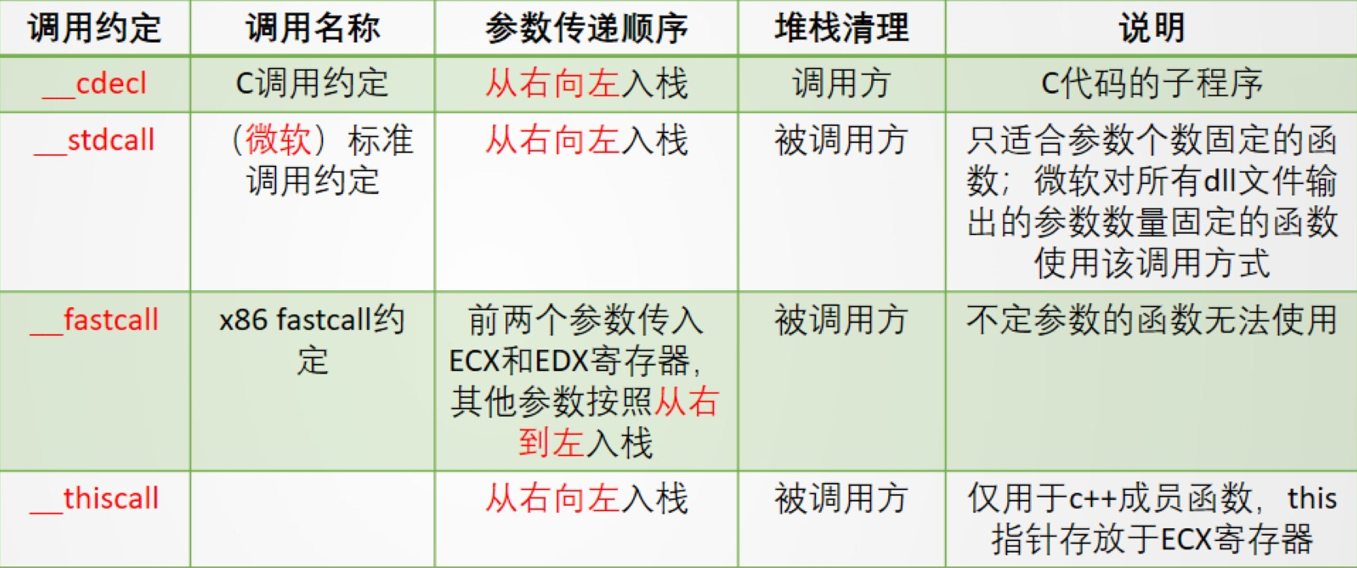 调用约定 调用名称 参数传递顺序 堆栈清理 说明
__cdecl C调用约定 从右向左入栈 调用方 C代码的子程序
__stdcall （微软）标准 从右向左入栈 被调用方 只适合参数个数固定的函
调用约定 数；微软对所有dll文件输
出的参数数量固定的函数
使用该调用方式
__fastcall x86 fastcall约 前两个参数传入 被调用方 不定参数的函数无法使用
定 ECX和EDX寄存器，
其他参数按照从右
到左入栈
__thiscall 从右向左入栈 被调用方 仅用于c++成员函数，this
指针存放于ECX寄存器